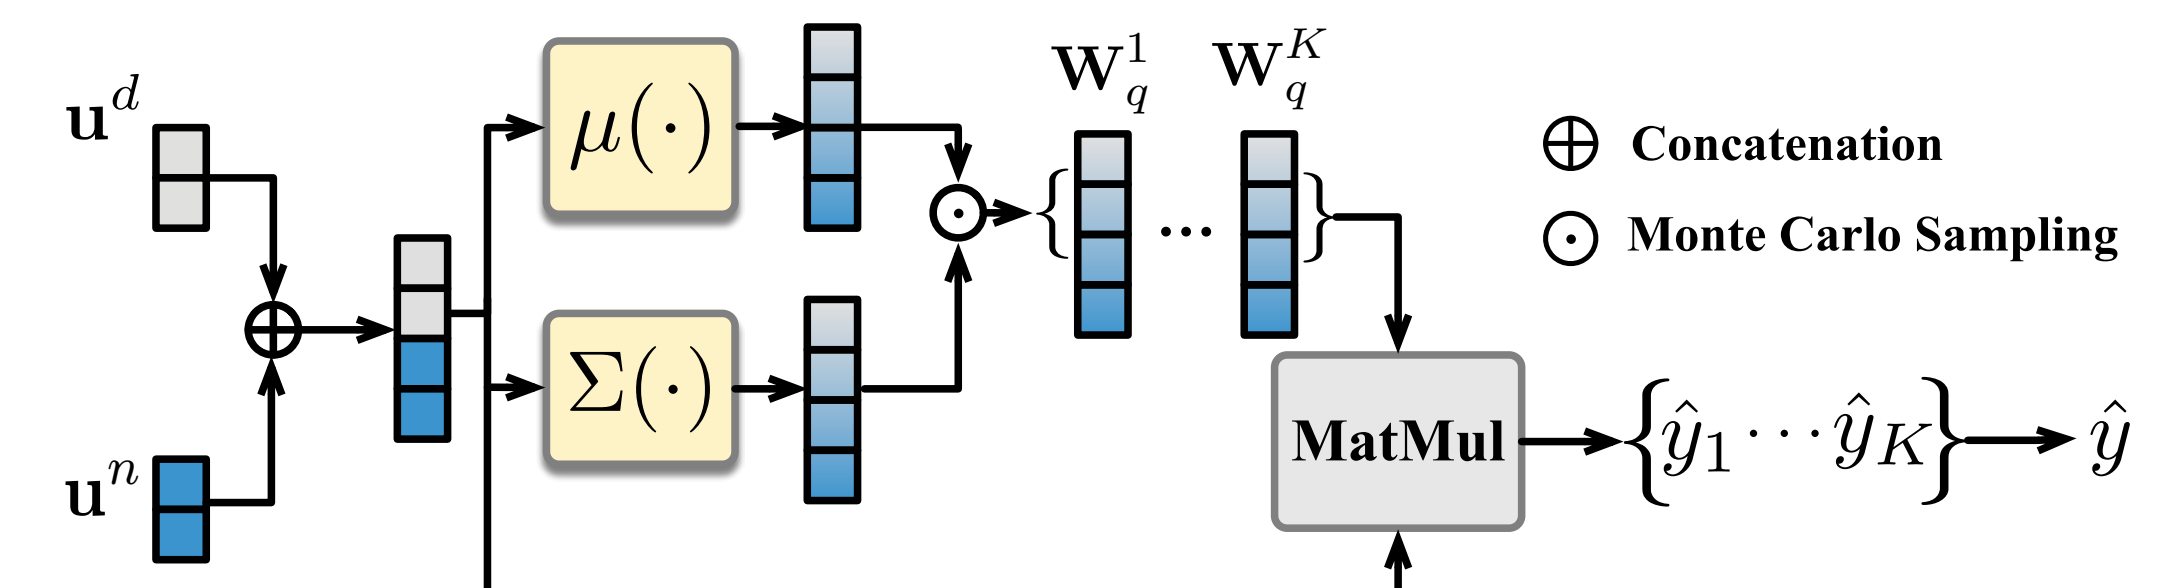 u^d
u^n
μ(·)
Σ(·)
W_q^1 ... W_q^K
{ }
⊕ Concatenation
⊙ Monte Carlo Sampling
MatMul
{ŷ_1 ··· ŷ_K}
ŷ